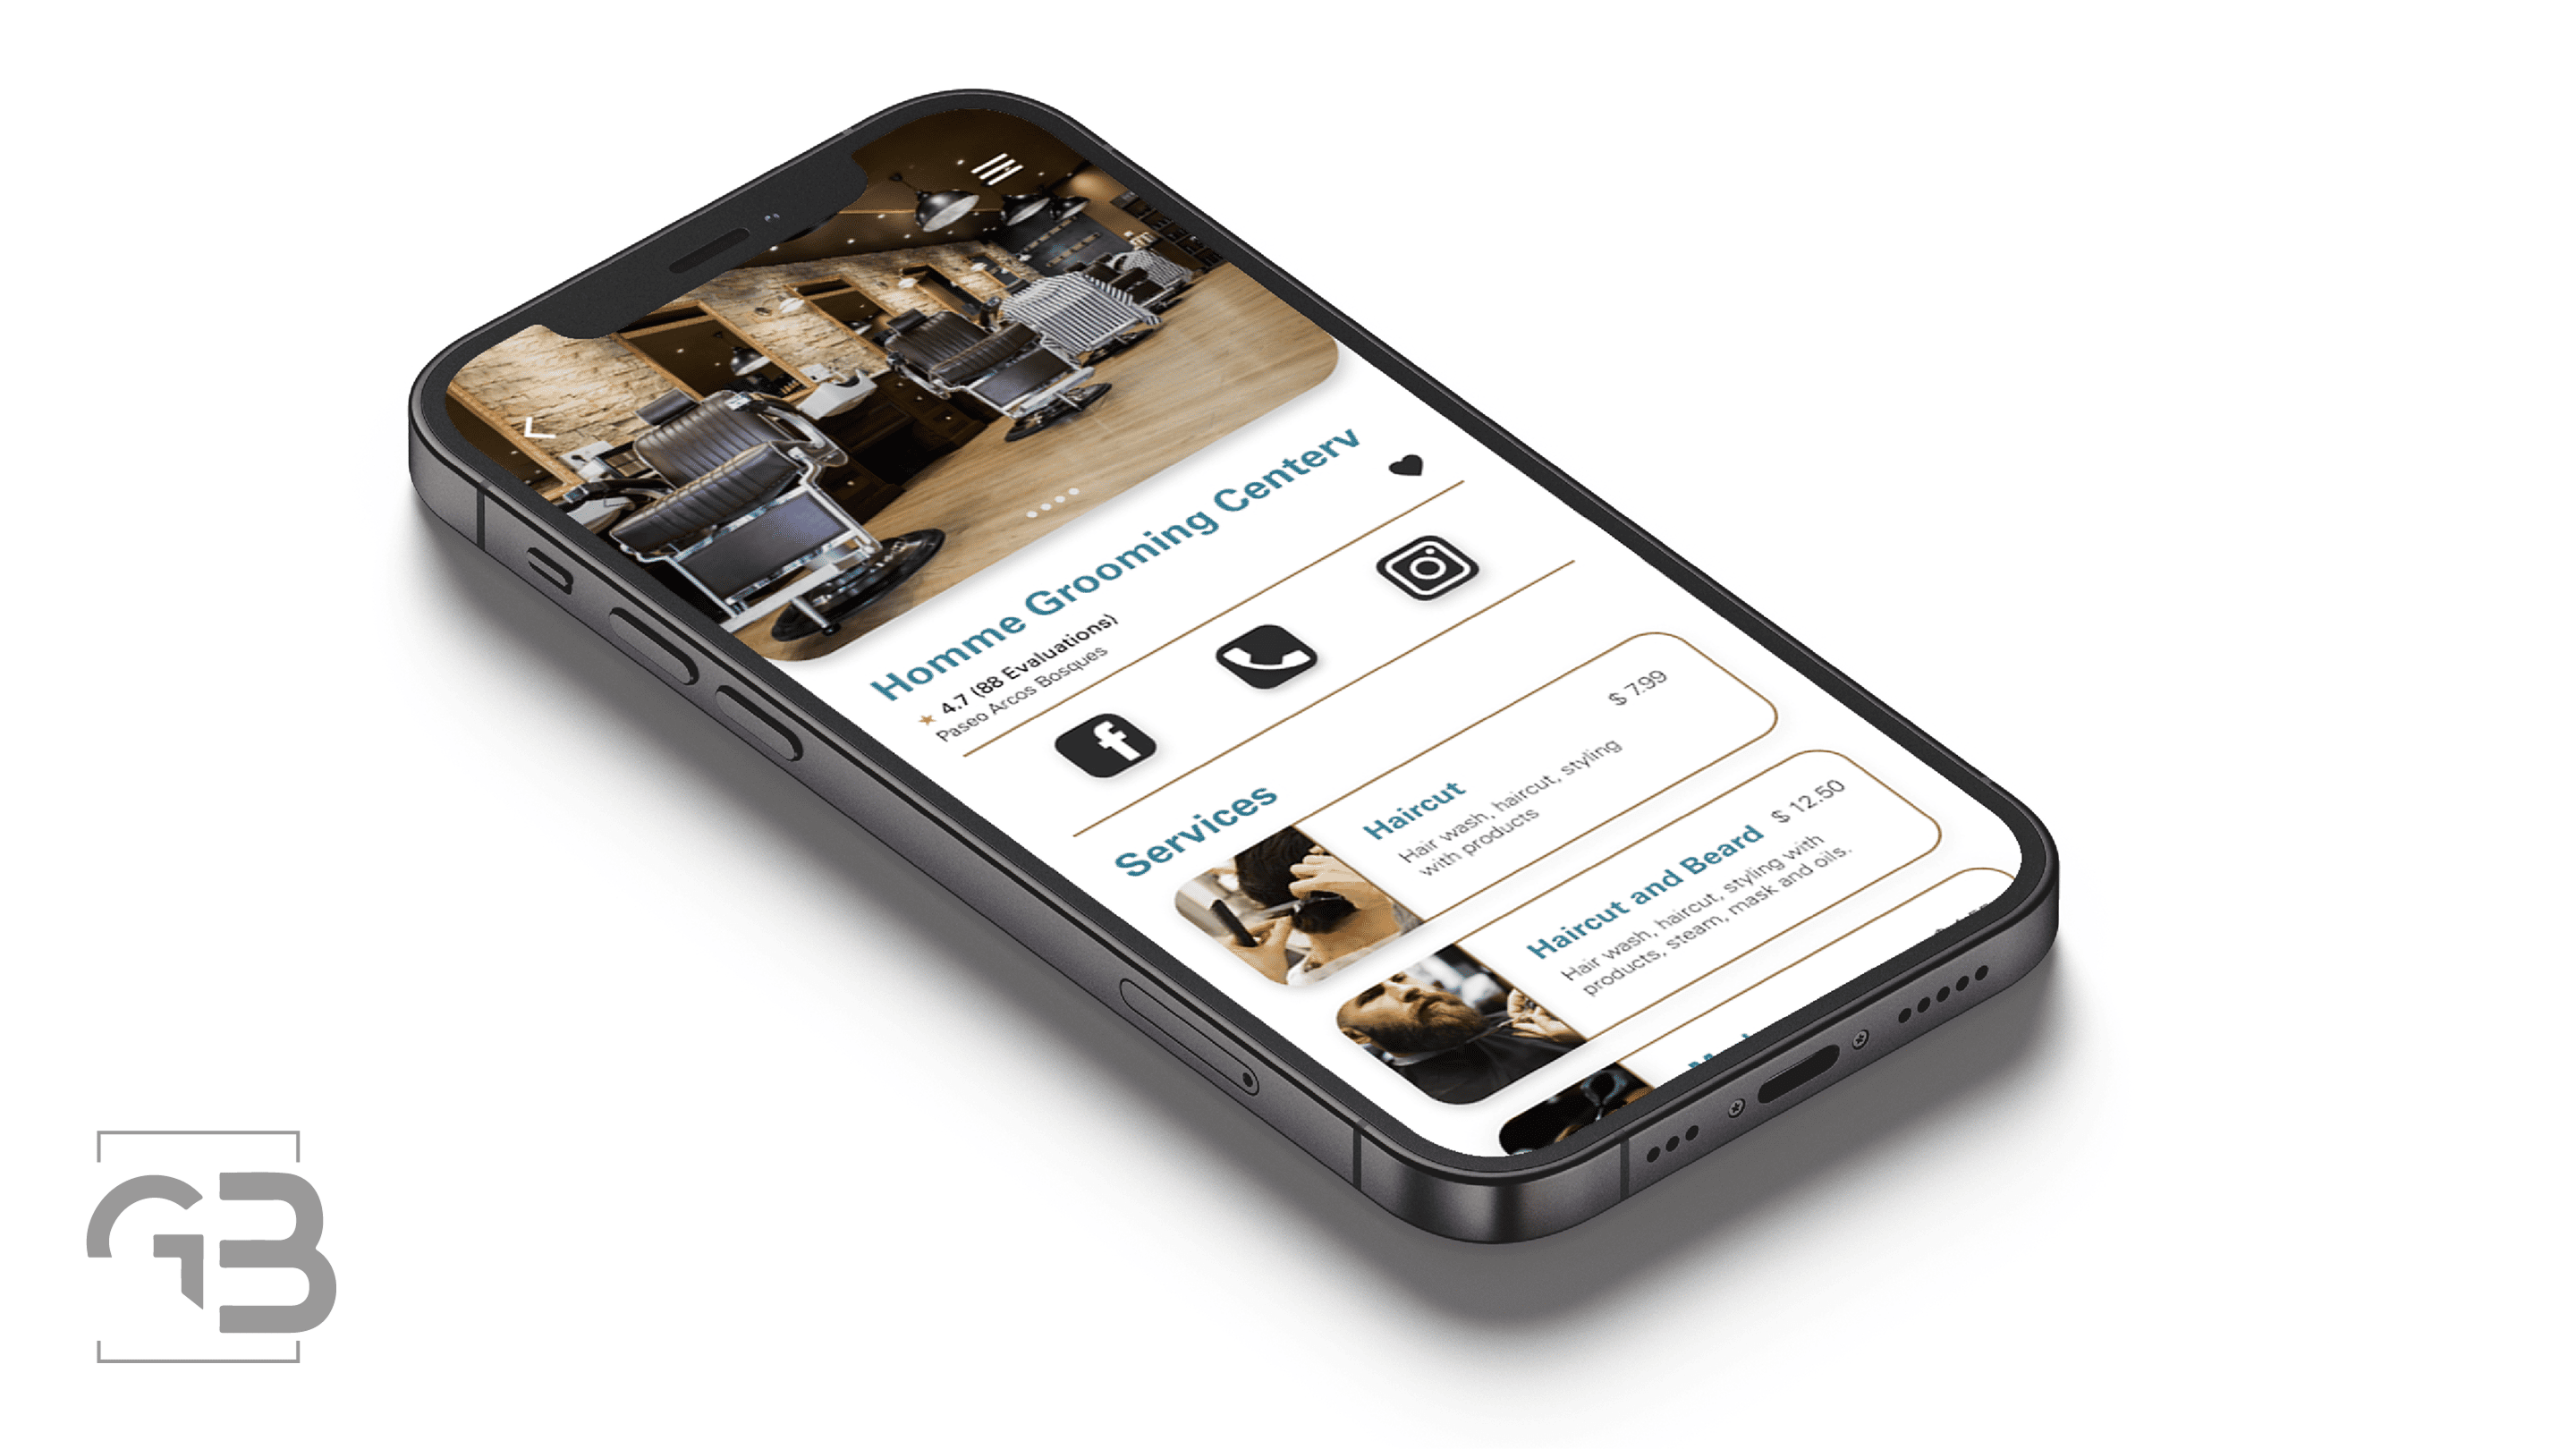 Homme Grooming Centerv
4.7 (88 Evaluations)
Paseo Arcos Bosques
Services
Haircut
$ 7.99
Hair wash, haircut, styling
with products
Haircut and Beard
$ 12.50
Hair wash, haircut, styling with
products, steam, mask and oils.
GB